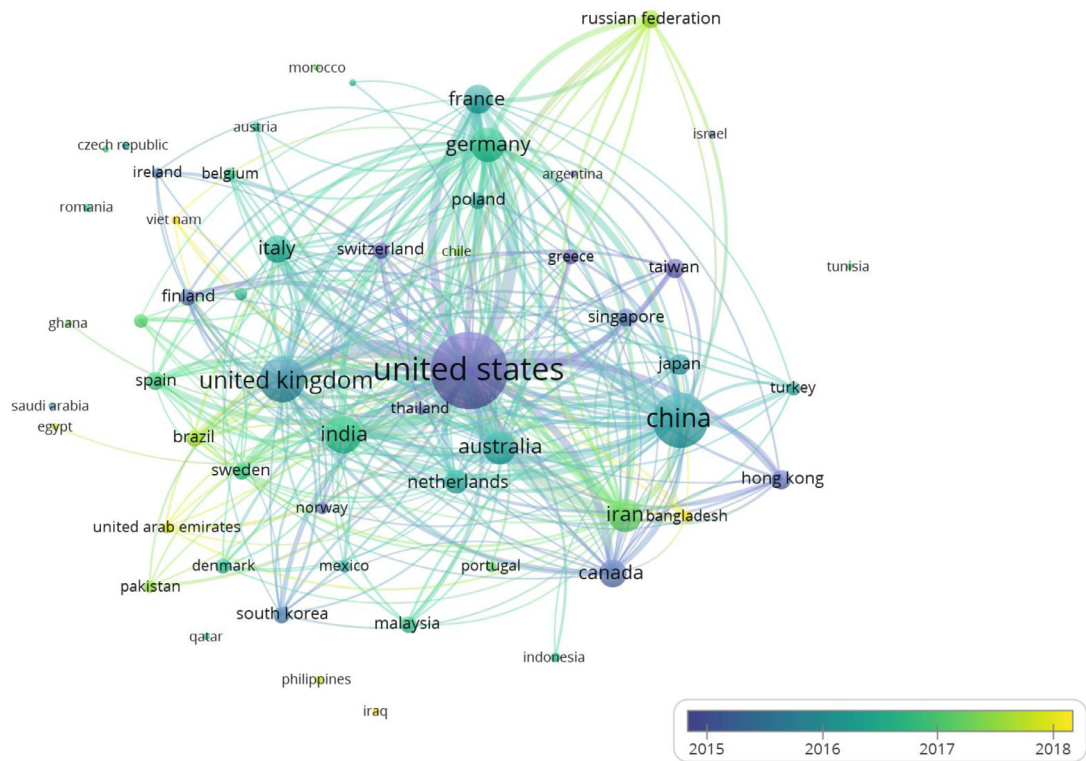 russian federation
morocco
france
austria
israel
germany
czech republic
ireland
belgium
argentina
poland
romania
viet nam
italy
switzerland
chile
greece
taiwan
tunisia
finland
singapore
ghana
united states
japan
united kingdom
spain
turkey
saudi arabia
thailand
china
egypt
brazil
india
australia
sweden
netherlands
hong kong
norway
iran
bangladesh
united arab emirates
denmark
mexico
portugal
canada
pakistan
south korea
malaysia
qatar
indonesia
philippines
iraq
2015 2016 2017 2018